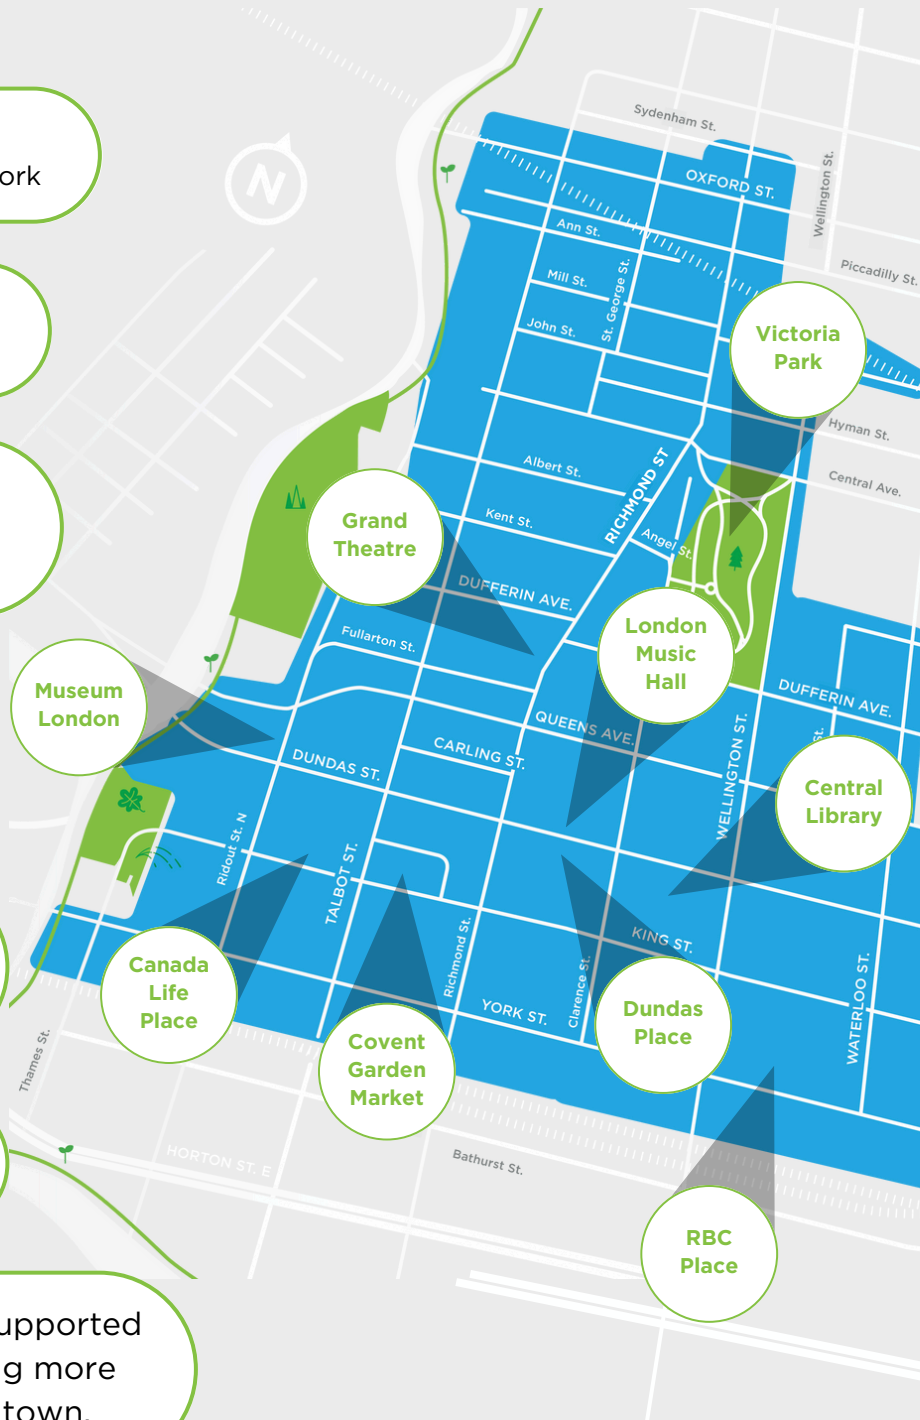 Sydenham St.
ork
N
OXFORD ST.
Wellington St.
Ann St.
Piccadilly St.
Mill St.
St. George St.
John St.
Victoria
Park
Hyman St.
Albert St.
RICHMOND ST
Central Ave.
Kent St.
Grand
Theatre
Angel St.
DUFFERIN AVE.
London
Music
Hall
Fullarton St.
Museum
London
DUFFERIN AVE.
QUEENS AVE.
St.
CARLING ST.
DUNDAS ST.
WELLINGTON ST.
Central
Library
Ridout St. N
TALBOT ST.
KING ST.
Richmond St.
Canada
Life
Place
Clarence St.
Dundas
Place
WATERLOO ST.
YORK ST.
Covent
Garden
Market
Thames St.
HORTON ST. E
Bathurst St.
RBC
Place
upported
g more
town.